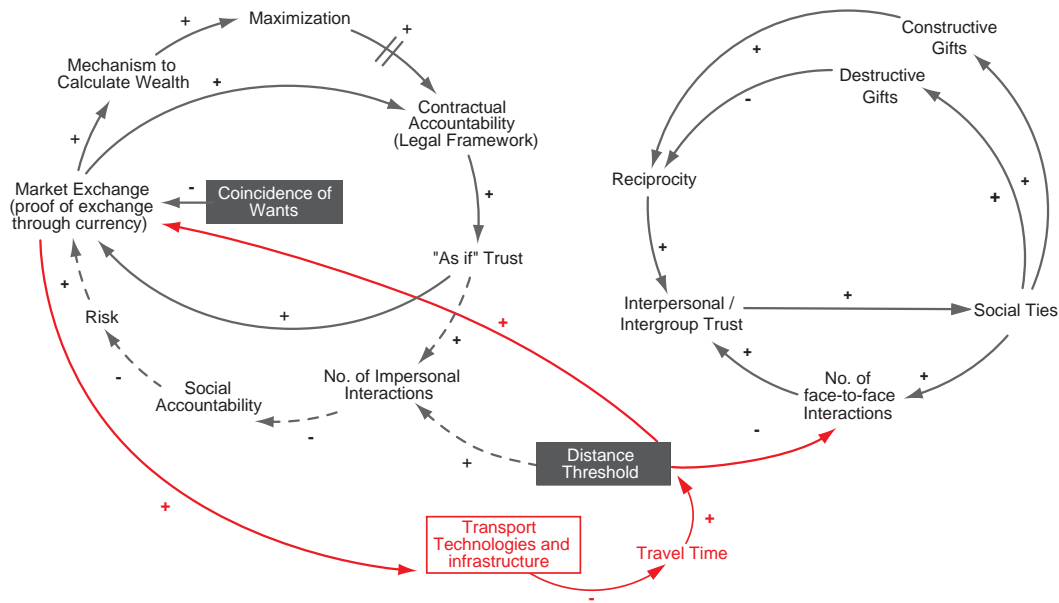 Maximization
+
+
Mechanism to
Calculate Wealth
+
+
Contractual
Accountability
(Legal Framework)
+
Market Exchange
(proof of exchange
through currency)
-
Coincidence of
Wants
"As if" Trust
+
+
Risk
+
+
-
Social
Accountability
-
No. of Impersonal
Interactions
+
Distance
Threshold
+
Transport
Technologies and
infrastructure
-
Travel Time
+
-
Constructive
Gifts
+
Destructive
Gifts
-
Reciprocity
+
+
+
Interpersonal /
Intergroup Trust
+
Social Ties
+
No. of
face-to-face
Interactions
+